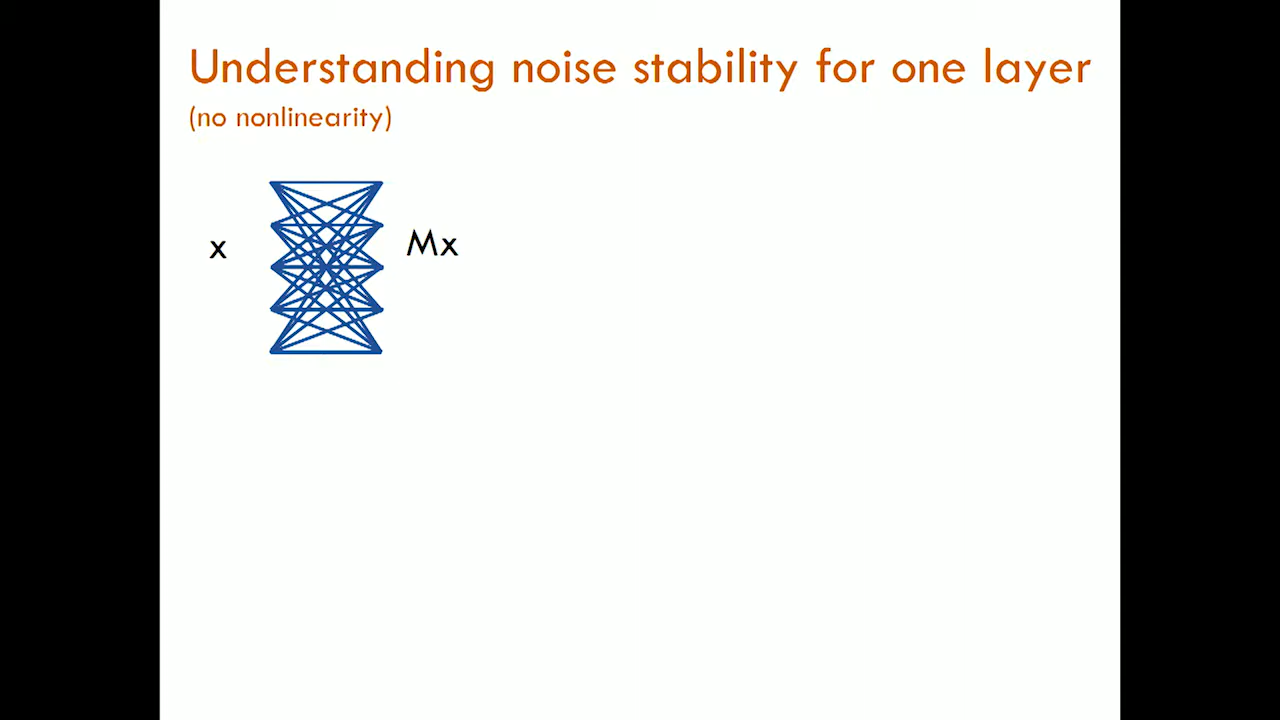 Understanding noise stability for one layer
(no nonlinearity)
x
Mx